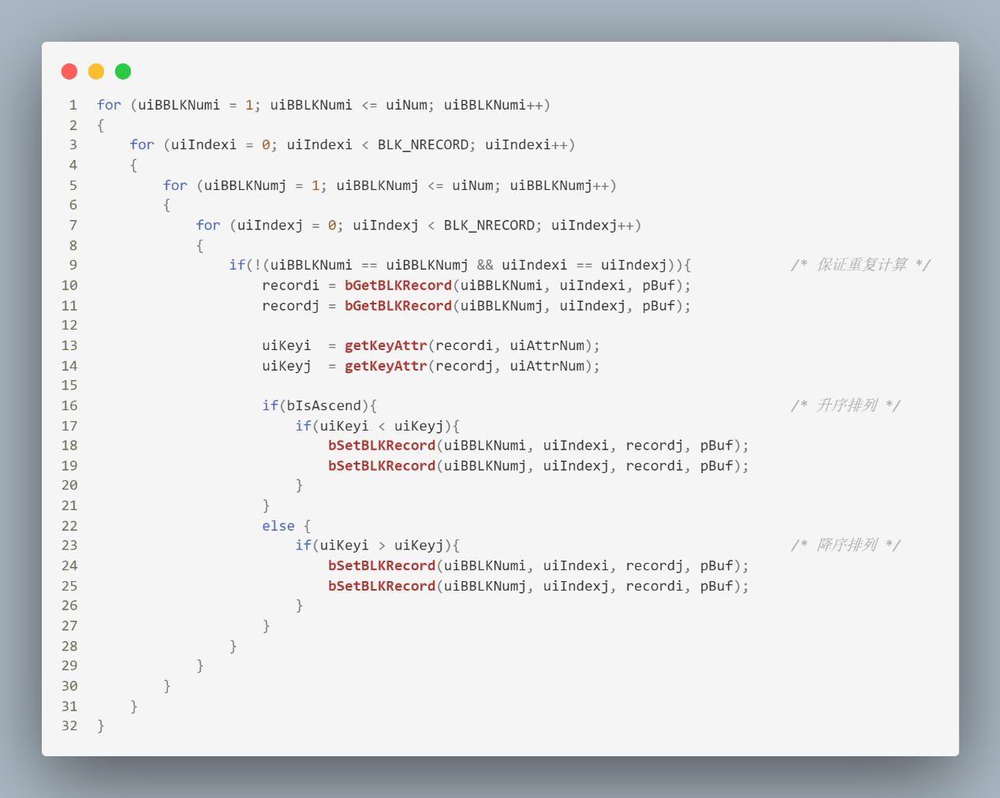 1 for (uiBBLKNumi = 1; uiBBLKNumi <= uiNum; uiBBLKNumi++)
2 {
3     for (uiIndexi = 0; uiIndexi < BLK_NRECORD; uiIndexi++)
4     {
5         for (uiBBLKNumj = 1; uiBBLKNumj <= uiNum; uiBBLKNumj++)
6         {
7             for (uiIndexj = 0; uiIndexj < BLK_NRECORD; uiIndexj++)
8             {
9                 if(!(uiBBLKNumi == uiBBLKNumj && uiIndexi == uiIndexj)){            /* 保证重复计算 */
10                     recordi = bGetBLKRecord(uiBBLKNumi, uiIndexi, pBuf);
11                     recordj = bGetBLKRecord(uiBBLKNumj, uiIndexj, pBuf);
12
13                     uiKeyi  = getKeyAttr(recordi, uiAttrNum);
14                     uiKeyj  = getKeyAttr(recordj, uiAttrNum);
15
16                     if(bIsAscend){                                                  /* 升序排列 */
17                         if(uiKeyi < uiKeyj){
18                             bSetBLKRecord(uiBBLKNumi, uiIndexi, recordj, pBuf);
19                             bSetBLKRecord(uiBBLKNumj, uiIndexj, recordi, pBuf);
20                         }
21                     }
22                     else {
23                         if(uiKeyi > uiKeyj){                                        /* 降序排列 */
24                             bSetBLKRecord(uiBBLKNumi, uiIndexi, recordj, pBuf);
25                             bSetBLKRecord(uiBBLKNumj, uiIndexj, recordi, pBuf);
26                         }
27                     }
28                 }
29             }
30         }
31     }
32 }